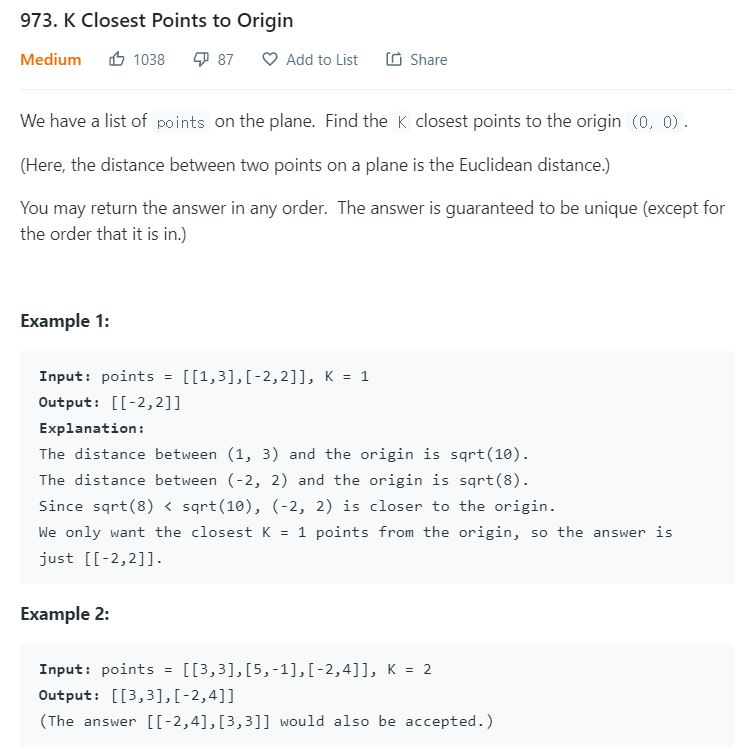 973. K Closest Points to Origin
Medium 1038 87 Add to List Share
We have a list of points on the plane. Find the K closest points to the origin (0, 0) .
(Here, the distance between two points on a plane is the Euclidean distance.)
You may return the answer in any order. The answer is guaranteed to be unique (except for
the order that it is in.)
Example 1:
Input: points = [[1,3],[-2,2]], K = 1
Output: [[-2,2]]
Explanation:
The distance between (1, 3) and the origin is sqrt(10).
The distance between (-2, 2) and the origin is sqrt(8).
Since sqrt(8) < sqrt(10), (-2, 2) is closer to the origin.
We only want the closest K = 1 points from the origin, so the answer is
just [[-2,2]].
Example 2:
Input: points = [[3,3],[5,-1],[-2,4]], K = 2
Output: [[3,3],[-2,4]]
(The answer [[-2,4],[3,3]] would also be accepted.)